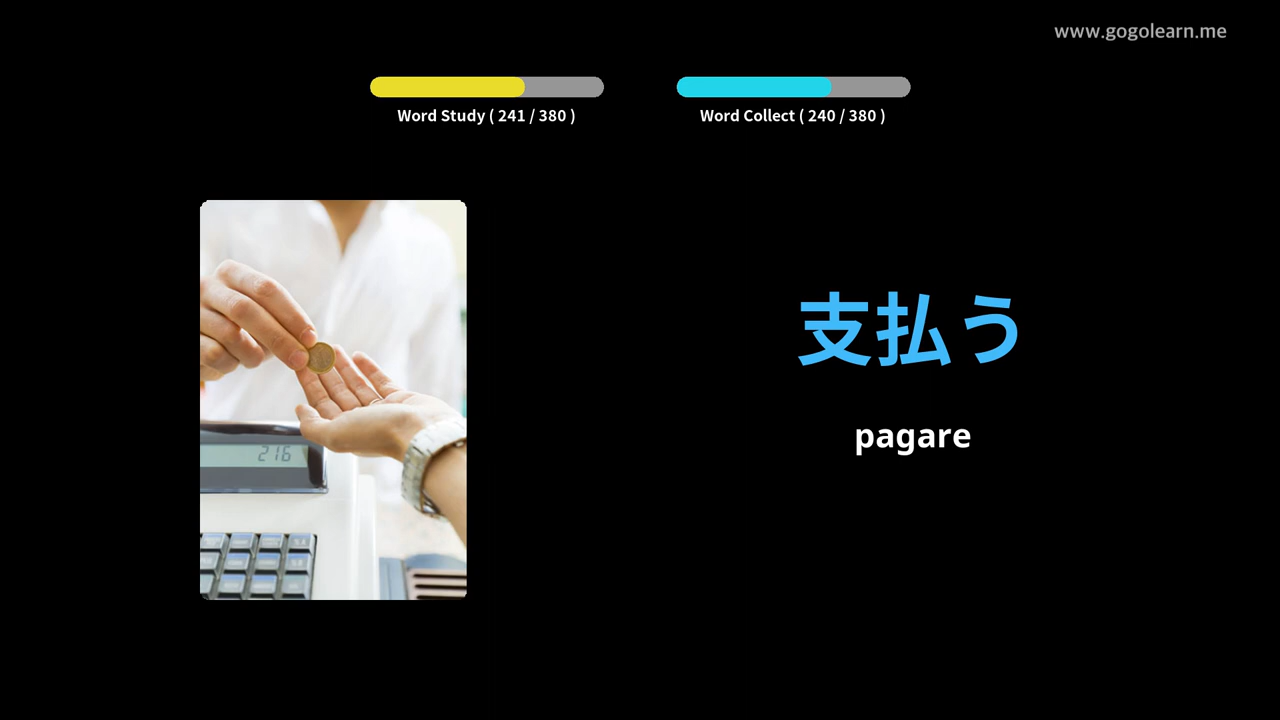 www.gogolearn.me
Word Study ( 241 / 380 )
Word Collect ( 240 / 380 )
216
支払う
pagare